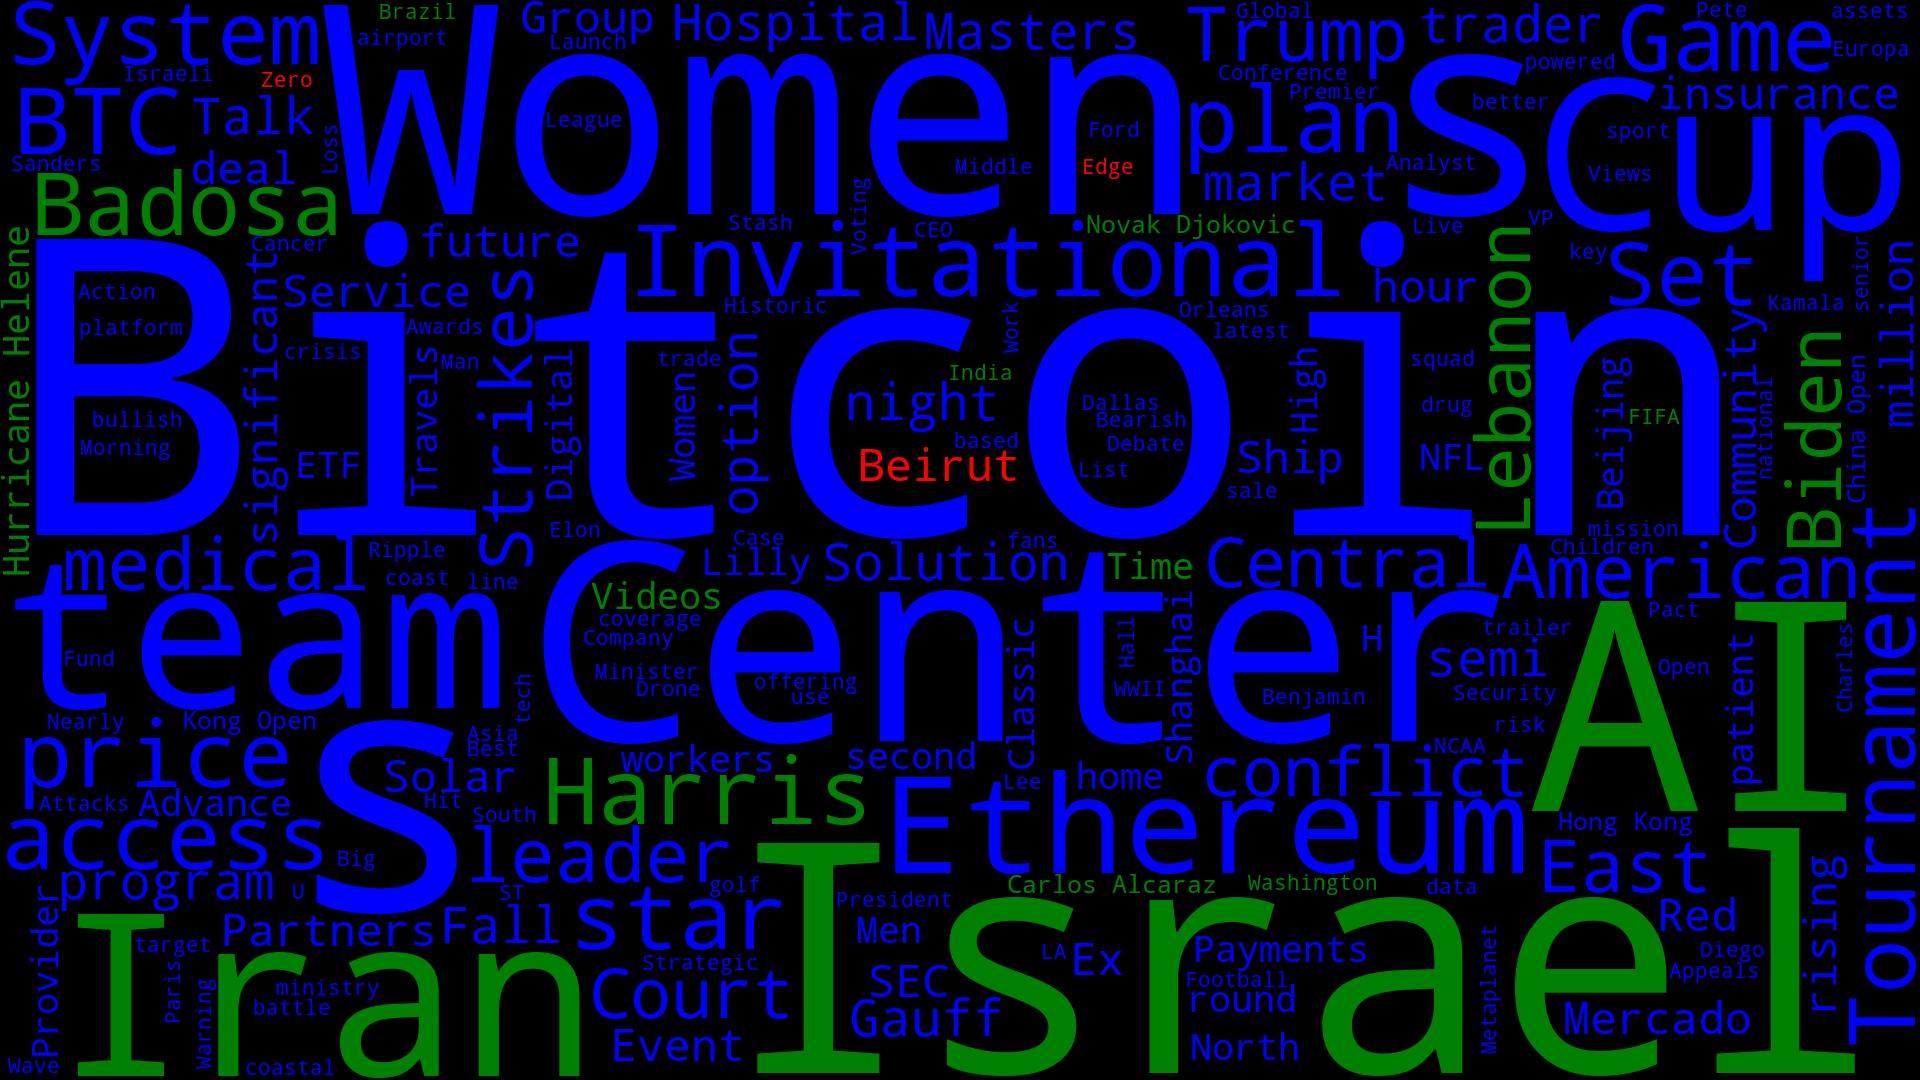 Brazil
System
Women
s
Cup
Group
Launch
Hospital
Masters
Trump
Global
trader
Game
Pete
assets
Europa
airport
Israeli
Zero
BTC
Talk
Loss
League
Ford
Edge
Middle
Conference
Premier
plan
powered
better
insurance
sport
Views
Analyst
market
Sanders
deal
Badosa
Hurricane Helene
Cancer
future
Voting
Stash
CEO
Novak Djokovic
Invitational
Live
VP
key
Set
senior
million
Kamala
hour
Lebanon
Bitcoin
Action
platform
bullish
Morning
significant
Service
crisis
Awards
Man
Travels
ETF
Strikes
Digital
trade
Women
option
Historic
Work
India
night
based
Beirut
Orleans
latest
Dallas
Bearish
Debate
List
High
Ship
sale
squad
drug
NFL
Beijing
FIFA
mission
Children
Community
national
Biden
China Open
Tournament
medical
Ripple
coast
line
Elon
Case
Lilly
Solution
fans
Time
Central
American
team
Fund
Center
Videos
coverage
Company
Minister
Drone
offering
use
Classic
Hall
WWII
Shanghai
Benjamin
H
trailer
semi
Security
risk
AI
Pact
Open
patient
Charles
Nearly
Kong Open
tech
Asia
Best
price
s
Solar
Hit
South
Attacks
Advance
access
Big
workers
second
Harris
Lee
home
conflict
NCAA
Ethereum
Hong Kong
East
leader
program
U
ST
golf
star
Carlos Alcaraz
Washington
data
President
Provider
Iran
target
Paris
Warning
ministry
battle
coastal
Wave
Partners
Fall
Strategic
Court
Event
Israel
Men
SEC
Gauff
LA
Ex
Payments
Football
round
North
Metaplanet
Red
Diego
Appeals
Mercado
rising